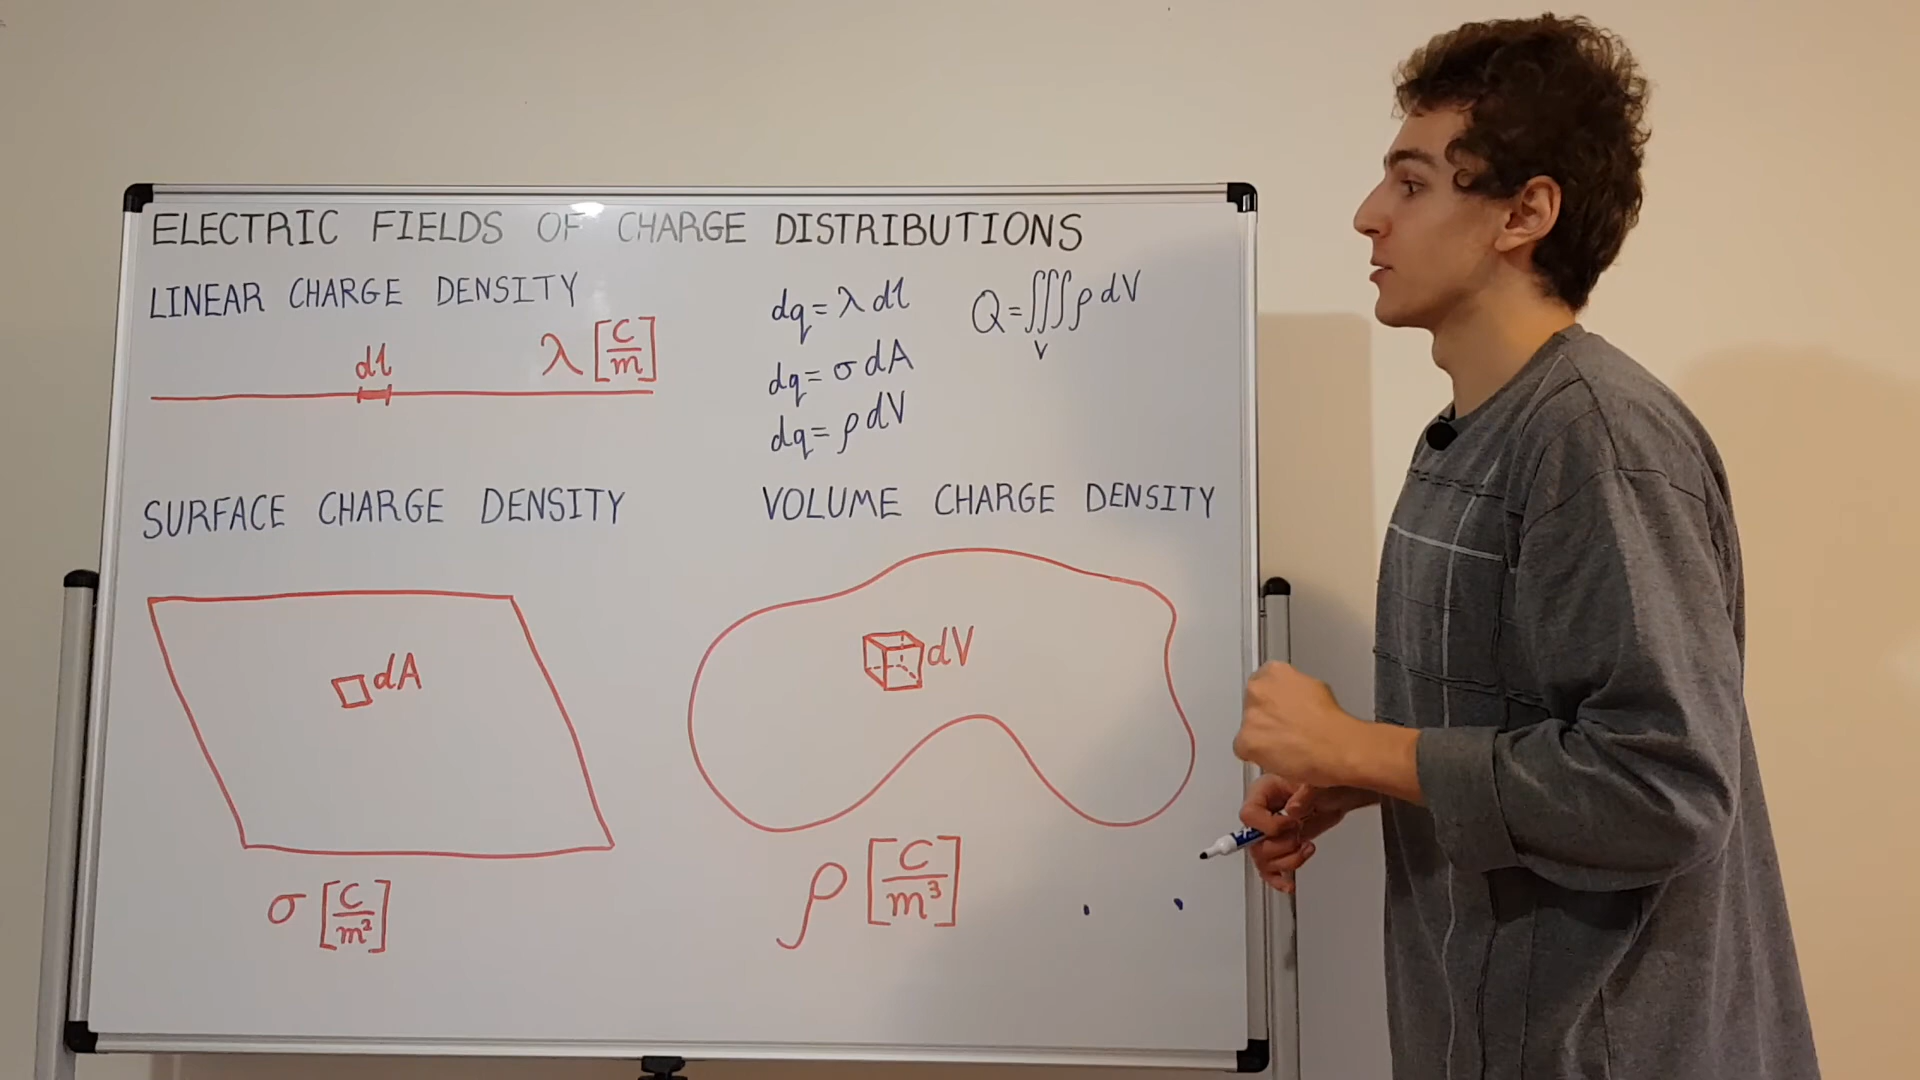 ELECTRIC FIELDS OF CHARGE DISTRIBUTIONS
LINEAR CHARGE DENSITY
dl
λ [C/m]
dq = λ dl
dq = σ dA
dq = ρ dV
Q = ∭ρ dV
V
SURFACE CHARGE DENSITY
dA
σ [C/m²]
VOLUME CHARGE DENSITY
dV
ρ [C/m³]